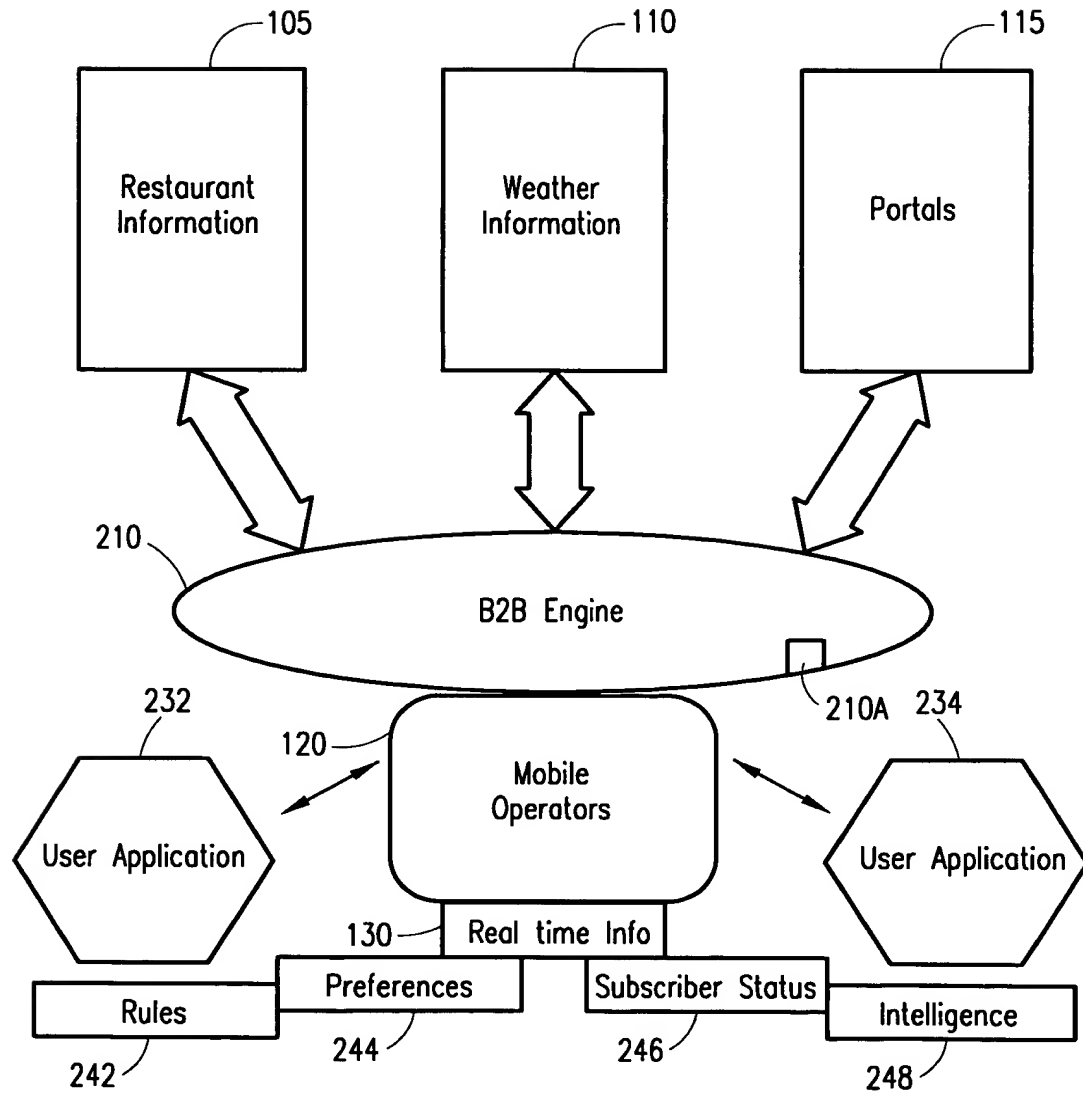 105
110
115
Restaurant
Information
Weather
Information
Portals
210
B2B Engine
210A
232
120
234
Mobile
Operators
User Application
User Application
130
Real time Info
Preferences
Subscriber Status
Rules
Intelligence
242
244
246
248